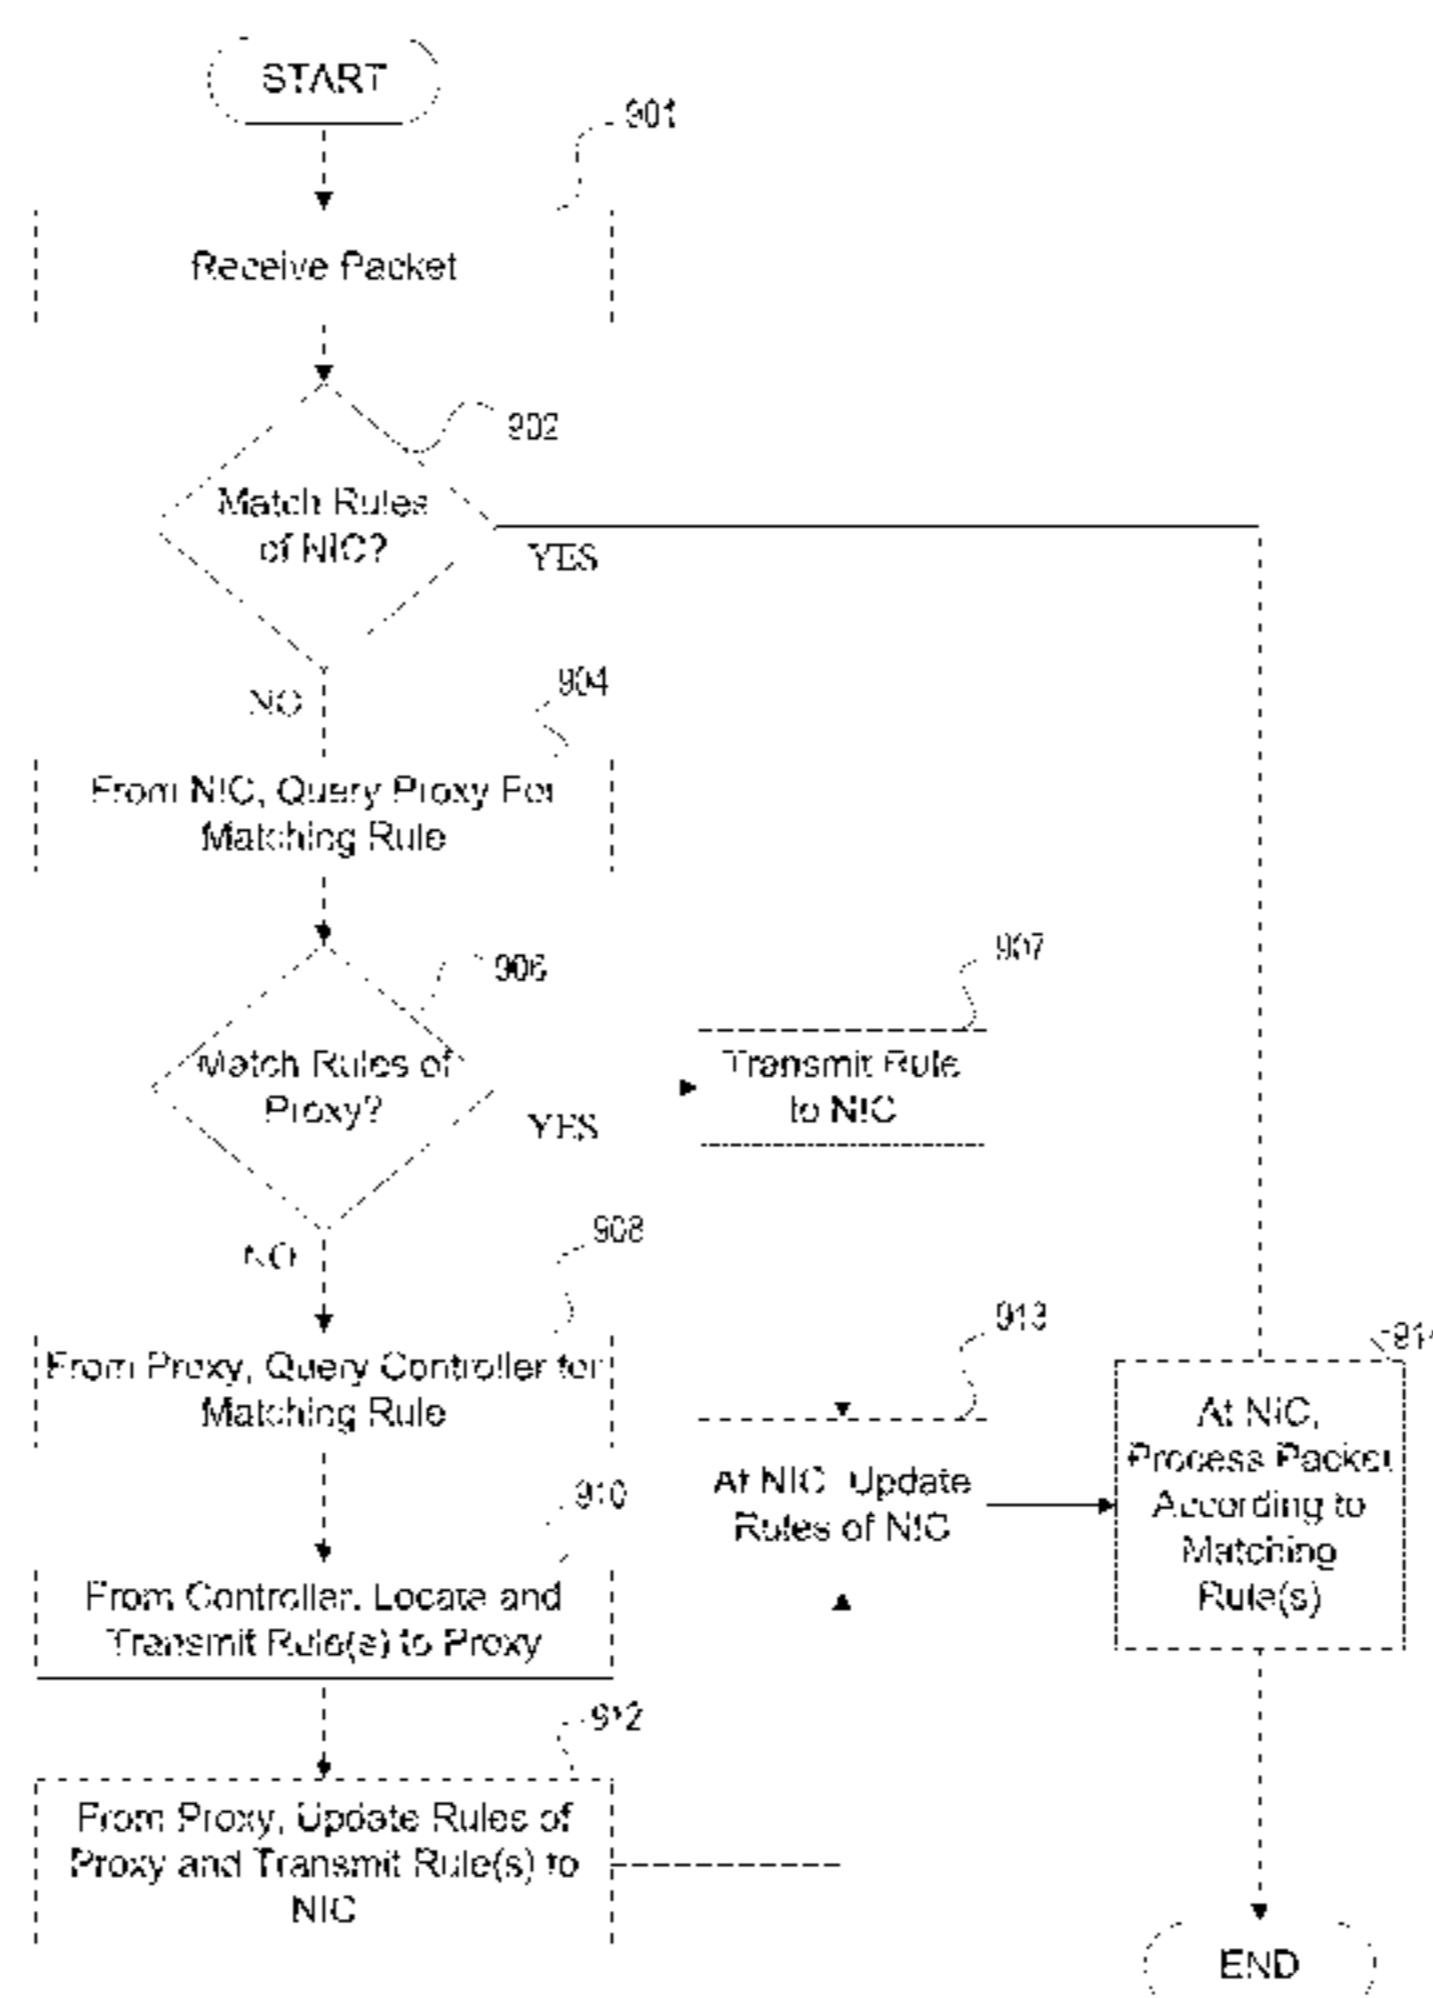 START
901
Receive Packet
902
Match Rules
of NIC?
YES
NO
904
From NIC, Query Proxy For
Matching Rule
906
Match Rules of
Proxy?
YES
907
Transmit Rule
to NIC
NO
908
From Proxy, Query Controller for
Matching Rule
910
From Controller, Locate and
Transmit Rule(s) to Proxy
912
From Proxy, Update Rules of
Proxy and Transmit Rule(s) to
NIC
913
At NIC Update
Rules of NIC
At NIC,
Process Packet
According to
Matching
Rule(s)
END